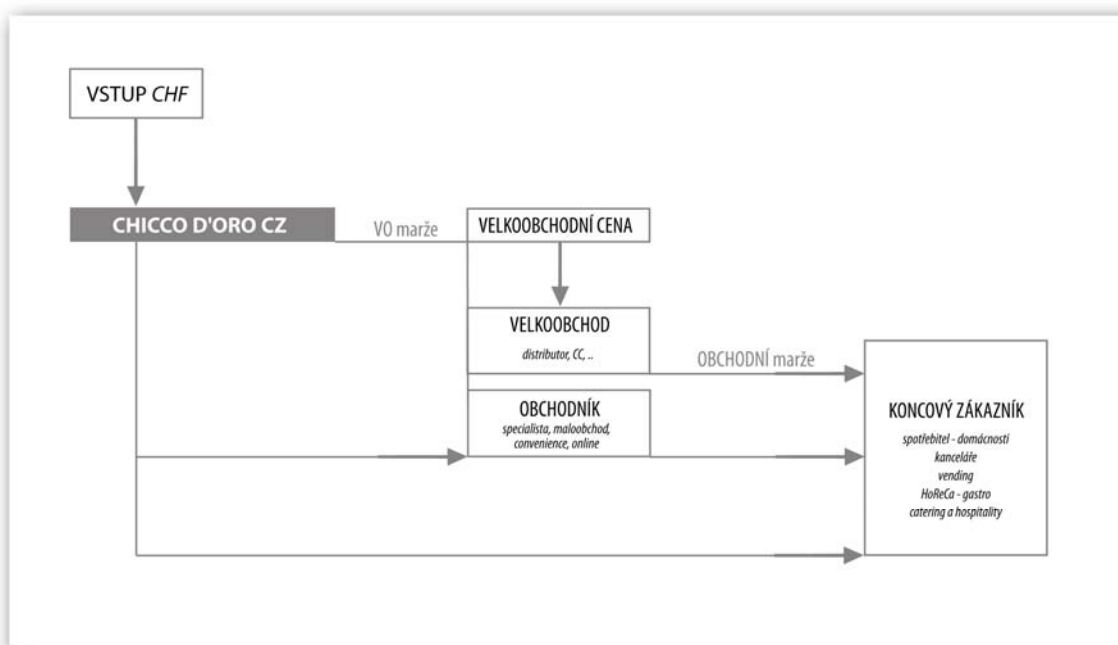 VSTUP CHF
CHICCO D'ORO CZ
VO marže
VELKOOBCHODNÍ CENA
VELKOOBCHOD
distributor, CC, ..
OBCHODNÍ marže
OBCHODNÍK
specialista, maloobchod,
convenience, online
KONCOVÝ ZÁKAZNÍK
spotřebitel - domácnosti
kanceláře
vending
HoReCa - gastro
catering a hospitality